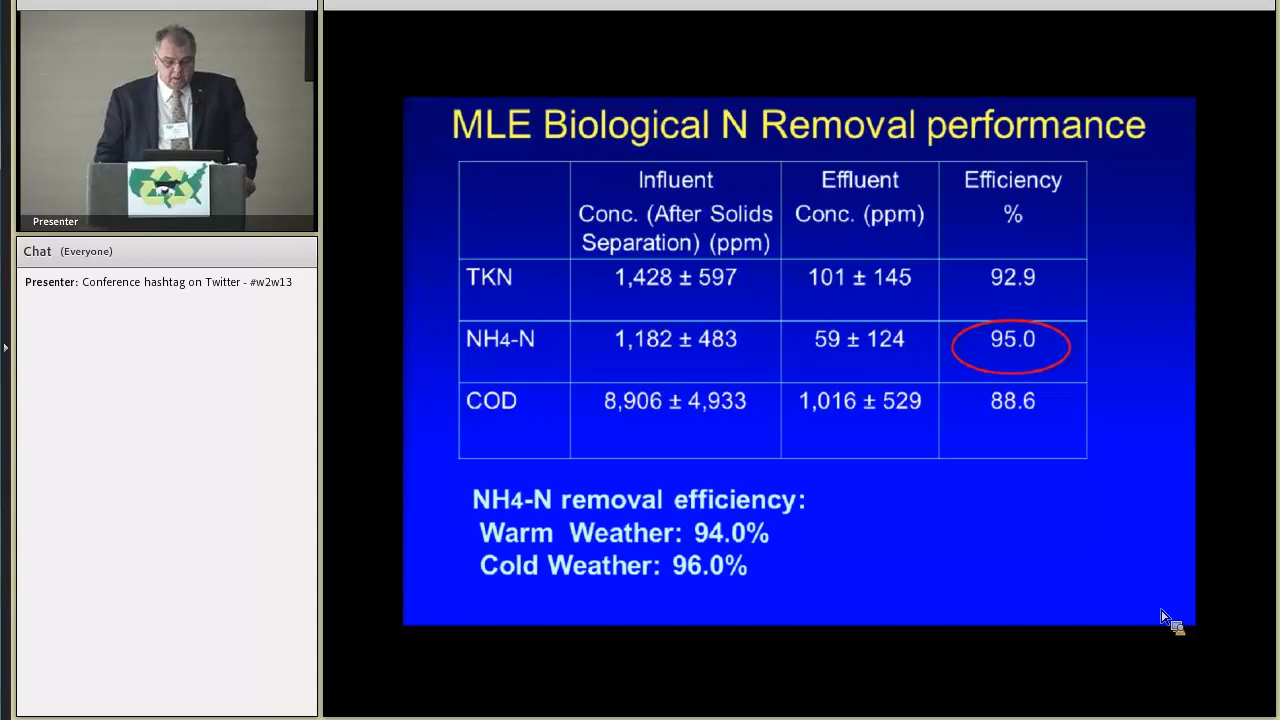 Presenter
Chat (Everyone)
Presenter: Conference hashtag on Twitter - #w2w13
MLE Biological N Removal performance
Influent Conc. (After Solids Separation) (ppm)
Effluent Conc. (ppm)
Efficiency %
TKN 1,428 ± 597 101 ± 145 92.9
NH4-N 1,182 ± 483 59 ± 124 95.0
COD 8,906 ± 4,933 1,016 ± 529 88.6
NH4-N removal efficiency:
Warm Weather: 94.0%
Cold Weather: 96.0%